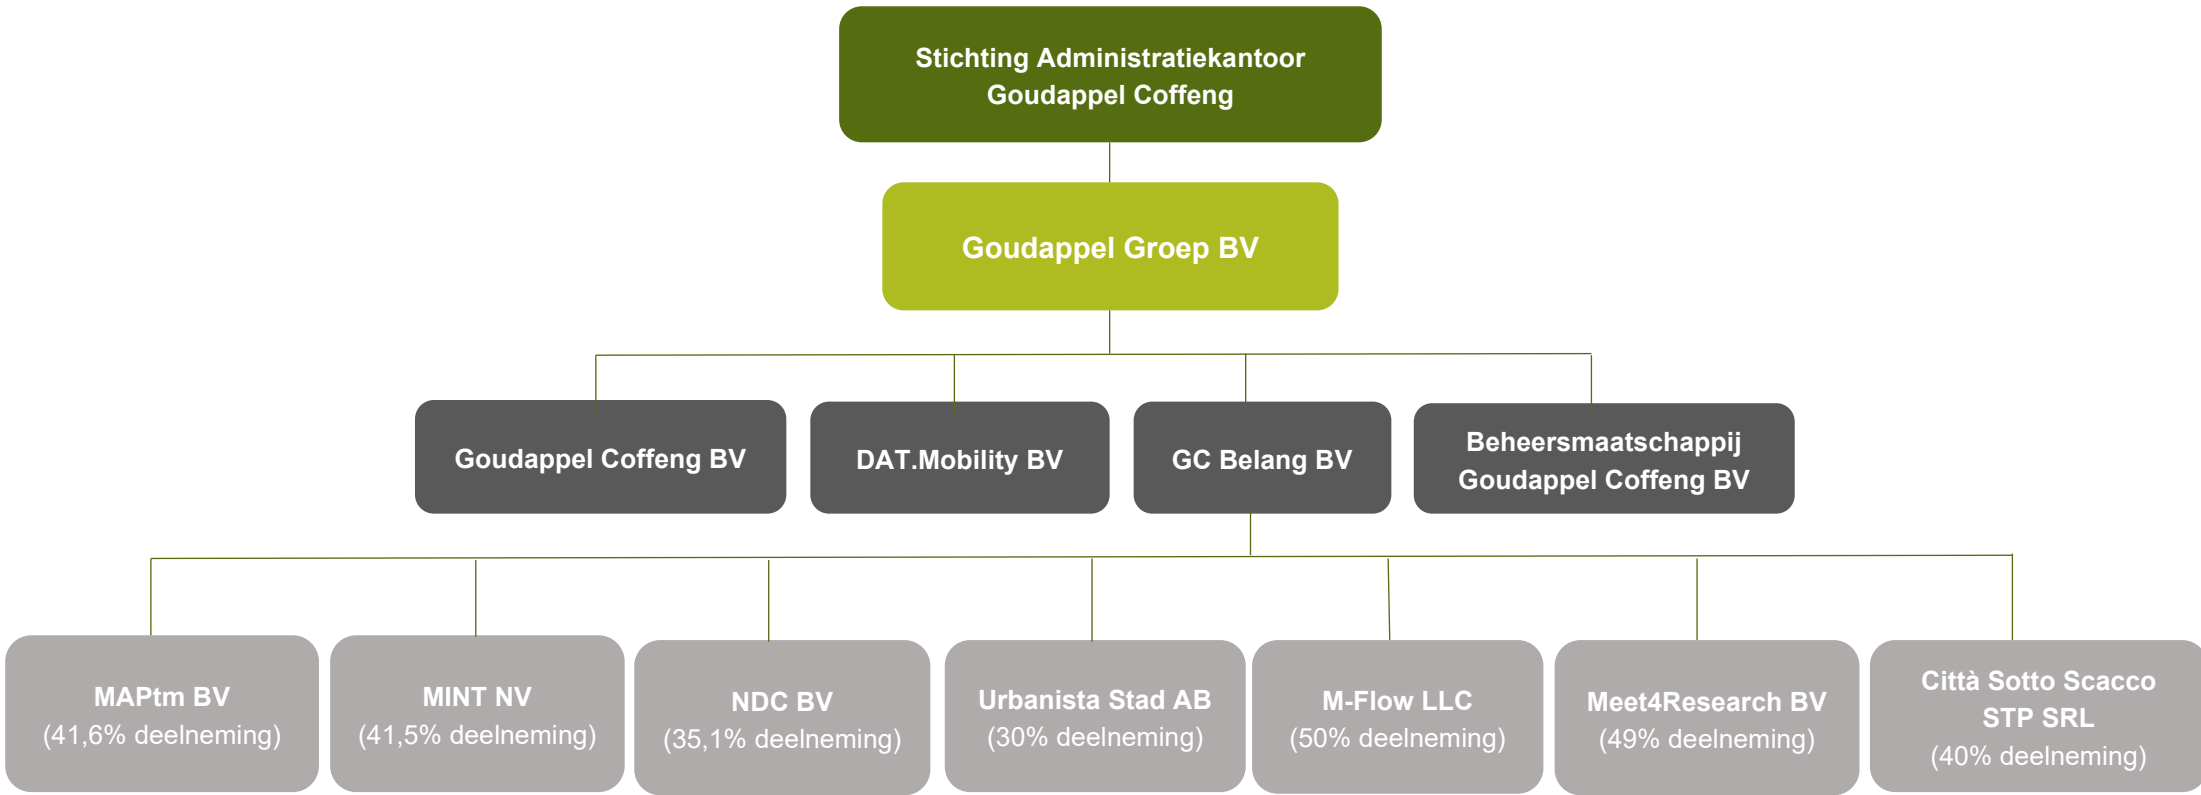 Stichting Administratiekantoor
Goudappel Coffeng
Goudappel Groep BV
Goudappel Coffeng BV
DAT.Mobility BV
GC Belang BV
Beheersmaatschappij
Goudappel Coffeng BV
MAPtm BV
(41,6% deelneming)
MINT NV
(41,5% deelneming)
NDC BV
(35,1% deelneming)
Urbanista Stad AB
(30% deelneming)
M-Flow LLC
(50% deelneming)
Meet4Research BV
(49% deelneming)
Città Sotto Scacco
STP SRL
(40% deelneming)